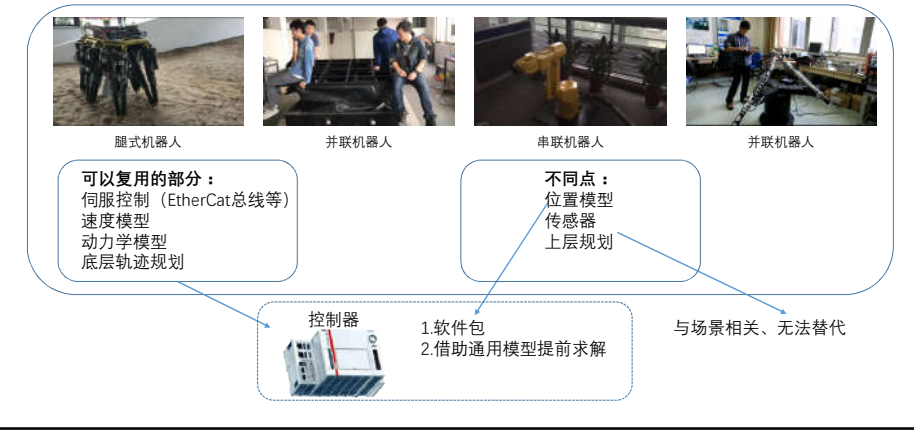 腿式机器人
并联机器人
串联机器人
并联机器人
可以复用的部分：
伺服控制（EtherCat总线等）
速度模型
动力学模型
底层轨迹规划
不同点：
位置模型
传感器
上层规划
控制器
1.软件包
2.借助通用模型提前求解
与场景相关、无法替代